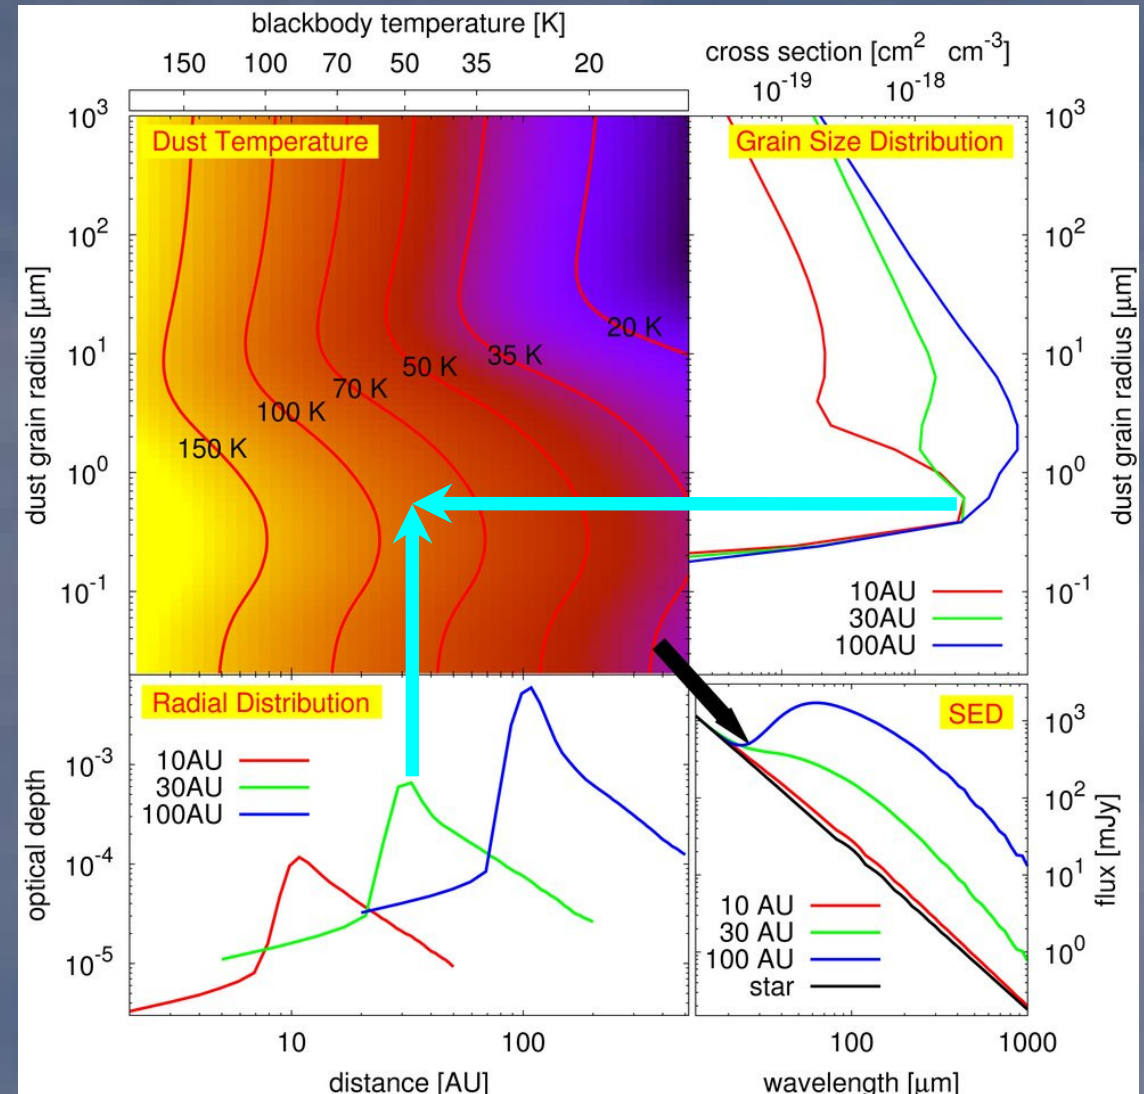 blackbody temperature [K]
150 100 70 50 35 20
cross section [cm² cm⁻³]
10⁻¹⁹ 10⁻¹⁸
Dust Temperature
Grain Size Distribution
dust grain radius [μm]
10³
10²
10¹
10⁰
10⁻¹
20 K
35 K
50 K
70 K
100 K
150 K
10³
10²
10¹
10⁰
10⁻¹
dust grain radius [μm]
10AU
30AU
100AU
Radial Distribution
10AU
30AU
100AU
optical depth
10⁻³
10⁻⁴
10⁻⁵
10 100
distance [AU]
SED
10 AU
30 AU
100 AU
star
10³
10²
10¹
10⁰
flux [mJy]
100 1000
wavelength [μm]